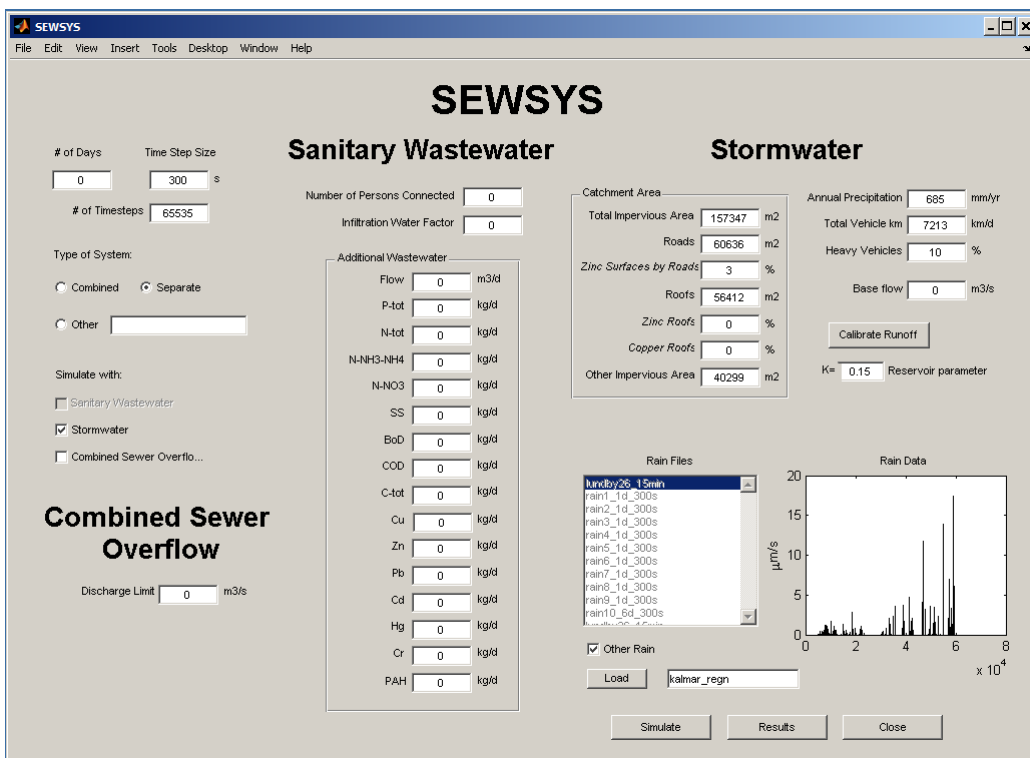 SEWSYS
File Edit View Insert Tools Desktop Window Help
SEWSYS
# of Days Time Step Size
0 300 s
# of Timesteps 65535
Type of System:
Combined Separate
Other
Simulate with:
Sanitary Wastewater
Stormwater
Combined Sewer Overflo...
Combined Sewer
Overflow
Discharge Limit 0 m3/s
Sanitary Wastewater
Number of Persons Connected 0
Infiltration Water Factor 0
Additional Wastewater
Flow 0 m3/d
P-tot 0 kg/d
N-tot 0 kg/d
N-NH3-NH4 0 kg/d
N-NO3 0 kg/d
SS 0 kg/d
BoD 0 kg/d
COD 0 kg/d
C-tot 0 kg/d
Cu 0 kg/d
Zn 0 kg/d
Pb 0 kg/d
Cd 0 kg/d
Hg 0 kg/d
Cr 0 kg/d
PAH 0 kg/d
Stormwater
Catchment Area
Total Impervious Area 157347 m2
Roads 60636 m2
Zinc Surfaces by Roads 3 %
Roofs 56412 m2
Zinc Roofs 0 %
Copper Roofs 0 %
Other Impervious Area 40299 m2
Annual Precipitation 685 mm/yr
Total Vehicle km 7213 km/d
Heavy Vehicles 10 %
Base flow 0 m3/s
Calibrate Runoff
K= 0.15 Reservoir parameter
Rain Files
lundby26_15min
rain1_1d_300s
rain2_1d_300s
rain3_1d_300s
rain4_1d_300s
rain5_1d_300s
rain6_1d_300s
rain7_1d_300s
rain8_1d_300s
rain9_1d_300s
rain10_6d_300s
Other Rain
Load kalmar_regn
Rain Data
20
15
10
5
0
µm/s
0 2 4 6 8
x 10^4
Simulate Results Close